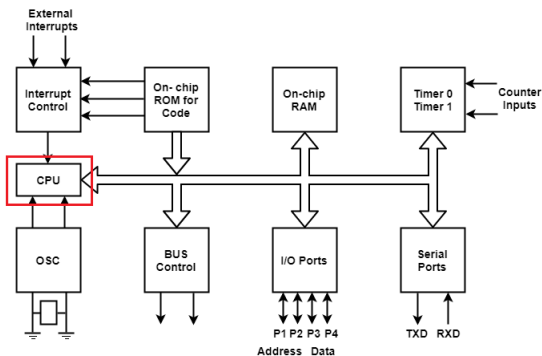 External
Interrupts
Interrupt
Control
On- chip
ROM for
Code
On-chip
RAM
Timer 0
Timer 1
Counter
Inputs
CPU
OSC
BUS
Control
I/O Ports
Serial
Ports
P1 P2 P3 P4
TXD RXD
Address Data